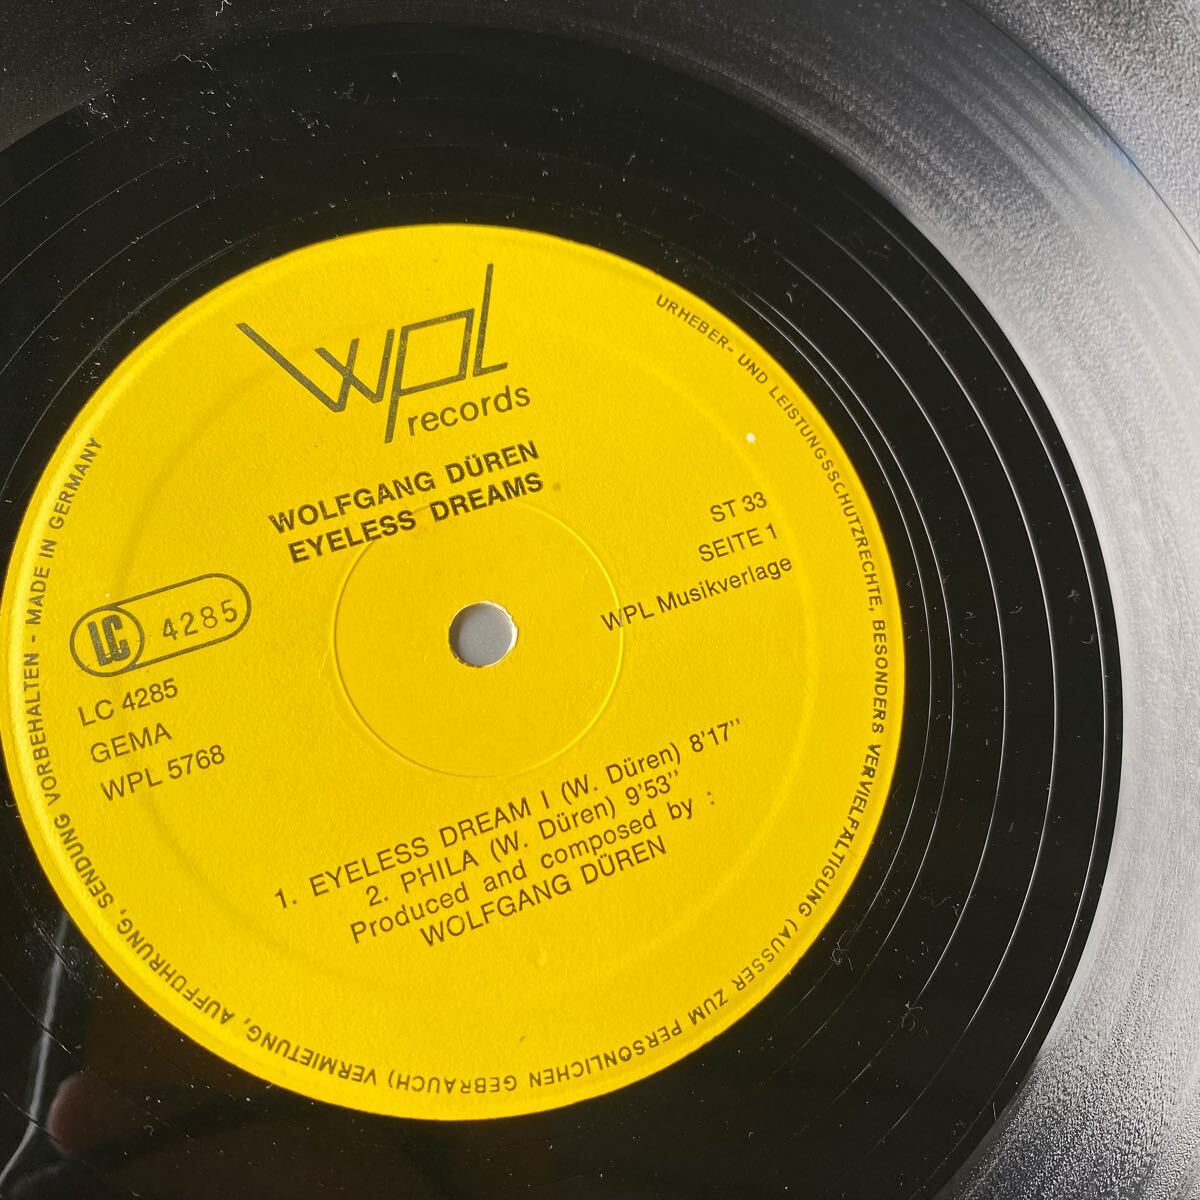 wpl
records
WOLFGANG DÜREN
EYELESS DREAMS
ST 33
SEITE 1
WPL Musikverlage
LC 4285
LC 4285
GEMA
WPL 5768
1. EYELESS DREAM I (W. Düren) 8'17"
2. PHILA (W. Düren) 9'53"
Produced and composed by :
WOLFGANG DÜREN
URHEBER- UND LEISTUNGSSCHUTZRECHTE, BESONDERS VERVIELFÄLTIGUNG (AUSSER ZUM PERSÖNLICHEN GEBRAUCH) VERMIETUNG, AUFFÜHRUNG, SENDUNG VORBEHALTEN - MADE IN GERMANY